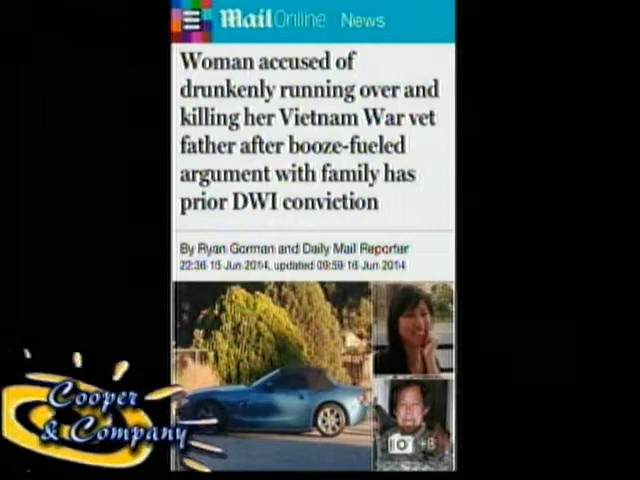 Mail Online News
Woman accused of
drunkenly running over and
killing her Vietnam War vet
father after booze-fueled
argument with family has
prior DWI conviction
By Ryan Gorman and Daily Mail Reporter
22:36 15 Jun 2014, updated 09:59 16 Jun 2014
+8
Cooper
& Company